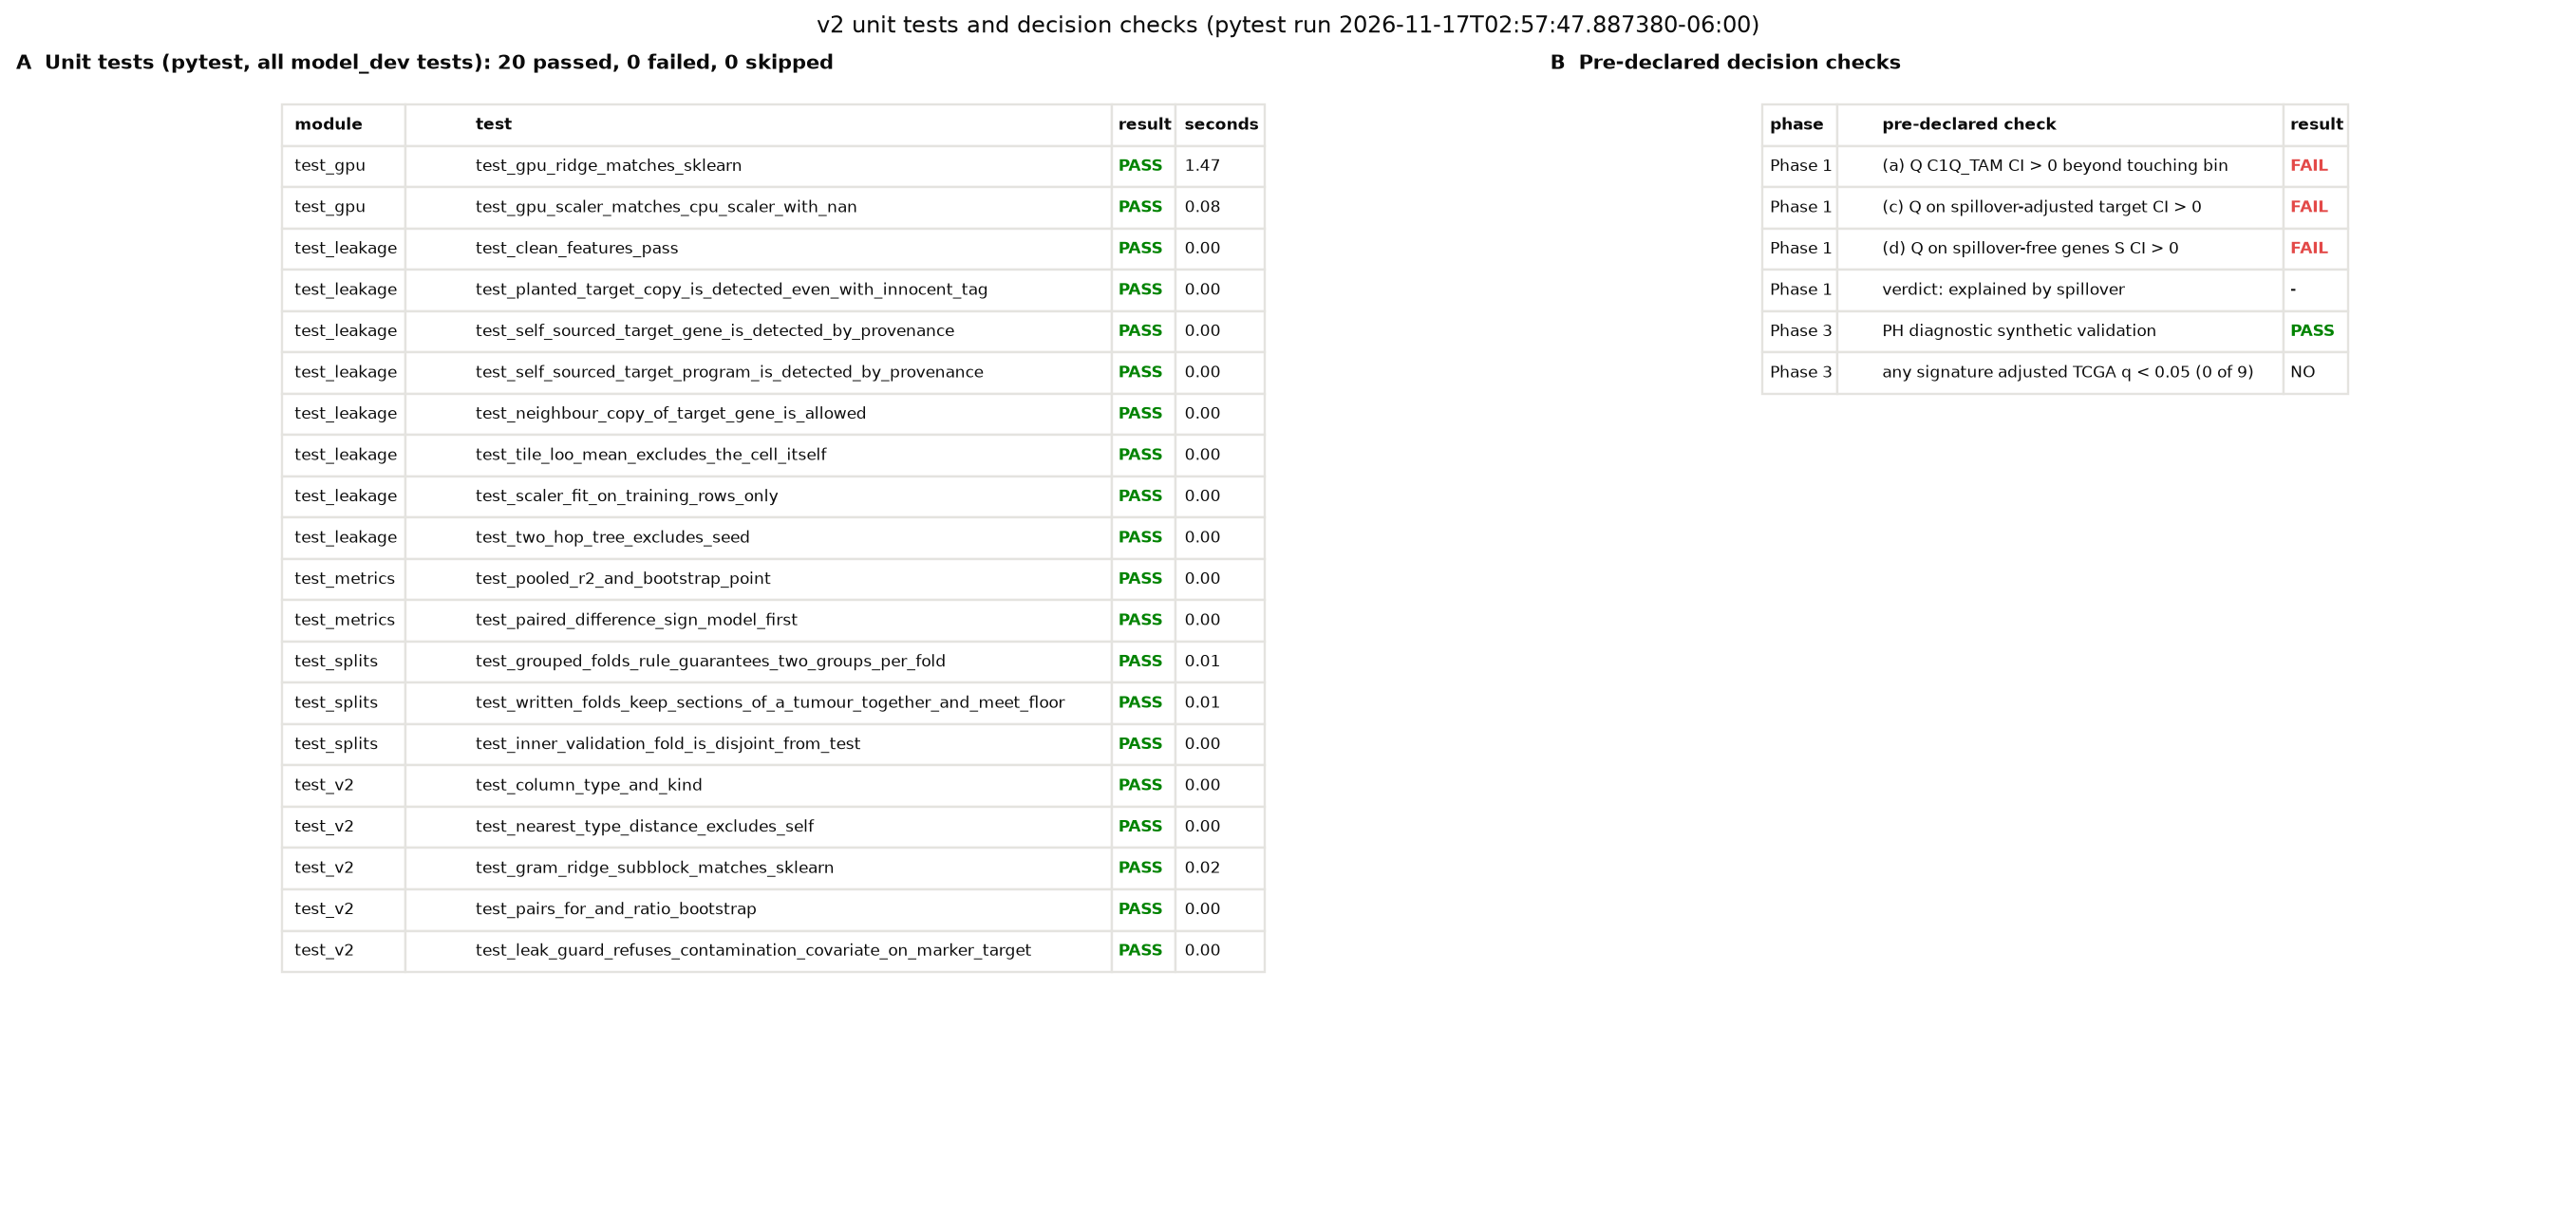 v2 unit tests and decision checks (pytest run 2026-11-17T02:57:47.887380-06:00)
A Unit tests (pytest, all model_dev tests): 20 passed, 0 failed, 0 skipped
module test result seconds
test_gpu test_gpu_ridge_matches_sklearn PASS 1.47
test_gpu test_gpu_scaler_matches_cpu_scaler_with_nan PASS 0.08
test_leakage test_clean_features_pass PASS 0.00
test_leakage test_planted_target_copy_is_detected_even_with_innocent_tag PASS 0.00
test_leakage test_self_sourced_target_gene_is_detected_by_provenance PASS 0.00
test_leakage test_self_sourced_target_program_is_detected_by_provenance PASS 0.00
test_leakage test_neighbour_copy_of_target_gene_is_allowed PASS 0.00
test_leakage test_tile_loo_mean_excludes_the_cell_itself PASS 0.00
test_leakage test_scaler_fit_on_training_rows_only PASS 0.00
test_leakage test_two_hop_tree_excludes_seed PASS 0.00
test_metrics test_pooled_r2_and_bootstrap_point PASS 0.00
test_metrics test_paired_difference_sign_model_first PASS 0.00
test_splits test_grouped_folds_rule_guarantees_two_groups_per_fold PASS 0.01
test_splits test_written_folds_keep_sections_of_a_tumour_together_and_meet_floor PASS 0.01
test_splits test_inner_validation_fold_is_disjoint_from_test PASS 0.00
test_v2 test_column_type_and_kind PASS 0.00
test_v2 test_nearest_type_distance_excludes_self PASS 0.00
test_v2 test_gram_ridge_subblock_matches_sklearn PASS 0.02
test_v2 test_pairs_for_and_ratio_bootstrap PASS 0.00
test_v2 test_leak_guard_refuses_contamination_covariate_on_marker_target PASS 0.00
B Pre-declared decision checks
phase pre-declared check result
Phase 1 (a) Q C1Q_TAM CI > 0 beyond touching bin FAIL
Phase 1 (c) Q on spillover-adjusted target CI > 0 FAIL
Phase 1 (d) Q on spillover-free genes S CI > 0 FAIL
Phase 1 verdict: explained by spillover -
Phase 3 PH diagnostic synthetic validation PASS
Phase 3 any signature adjusted TCGA q < 0.05 (0 of 9) NO